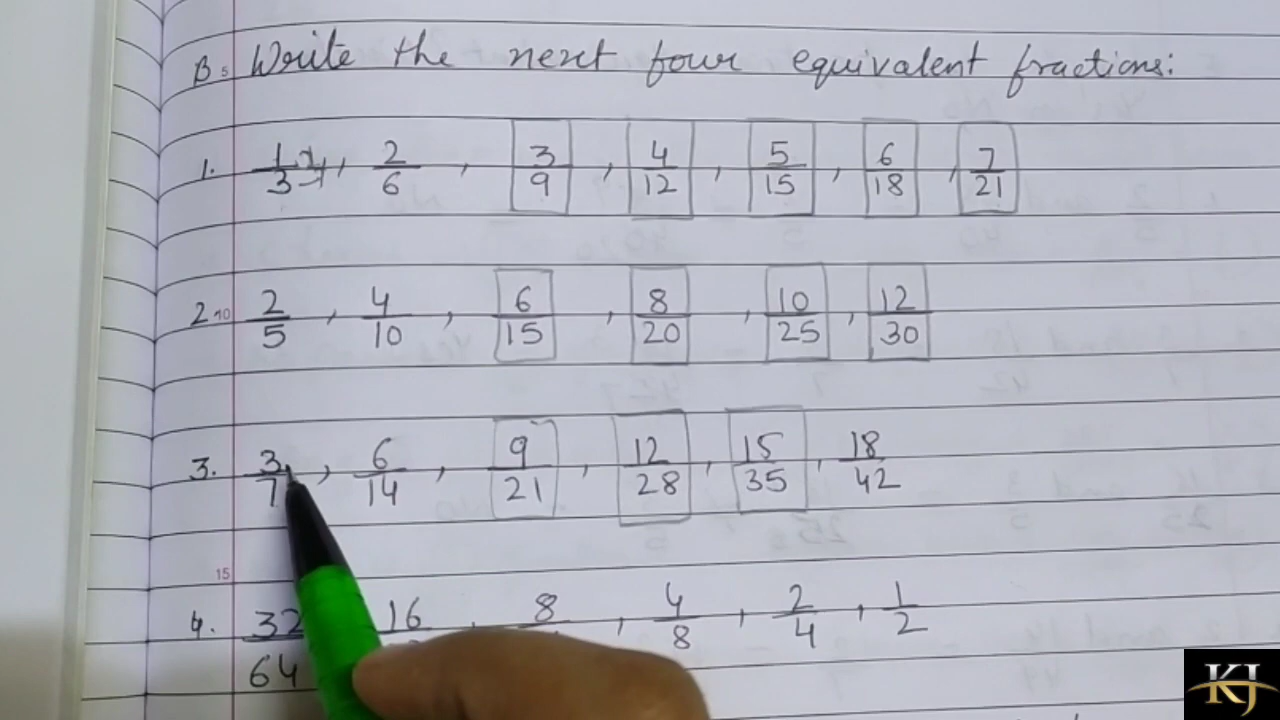 B. Write the next four equivalent fractions:
1. 1/3, 2/6, 3/9, 4/12, 5/15, 6/18, 7/21
2. 2/5, 4/10, 6/15, 8/20, 10/25, 12/30
3. 3/7, 6/14, 9/21, 12/28, 15/35, 18/42
4. 32/64 16 8, 4/8, 2/4, 1/2
KJ